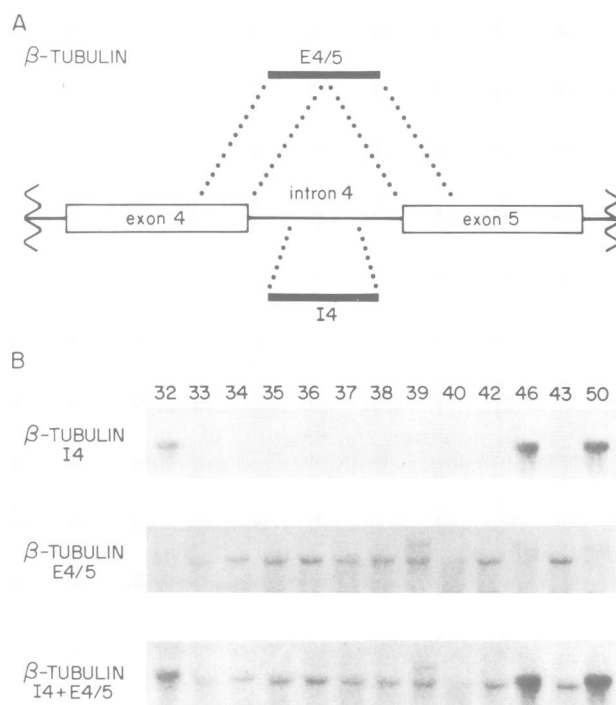 A
β-TUBULIN
E4/5
intron 4
exon 4
exon 5
I4
B
32 33 34 35 36 37 38 39 40 42 46 43 50
β-TUBULIN
I4
β-TUBULIN
E4/5
β-TUBULIN
I4+E4/5